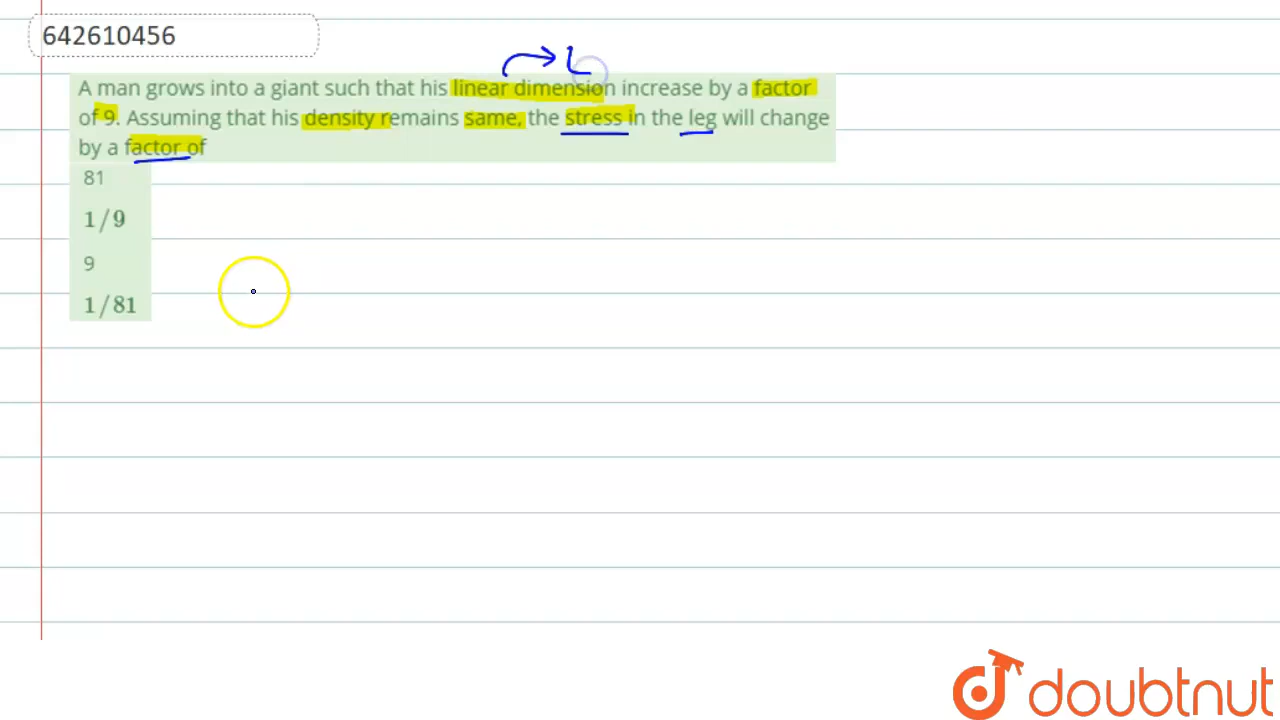 642610456
L
A man grows into a giant such that his linear dimension increase by a factor
of 9. Assuming that his density remains same, the stress in the leg will change
by a factor of
81
1/9
9
1/81
doubtnut